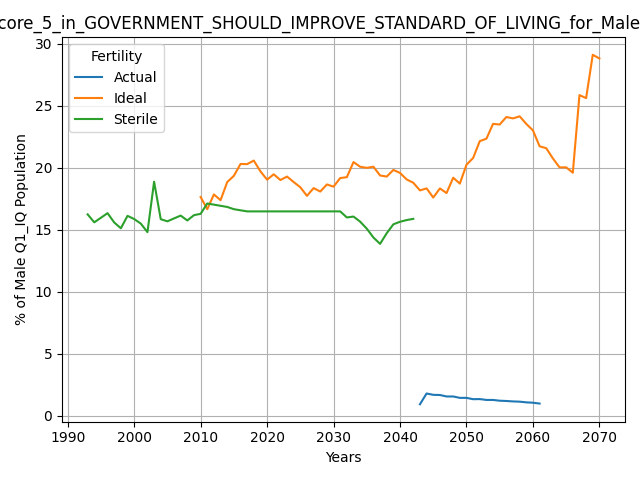 core_5_in_GOVERNMENT_SHOULD_IMPROVE_STANDARD_OF_LIVING_for_Male
Fertility
Actual
Ideal
Sterile
30
25
20
15
10
5
0
% of Male Q1_IQ Population
1990 2000 2010 2020 2030 2040 2050 2060 2070
Years